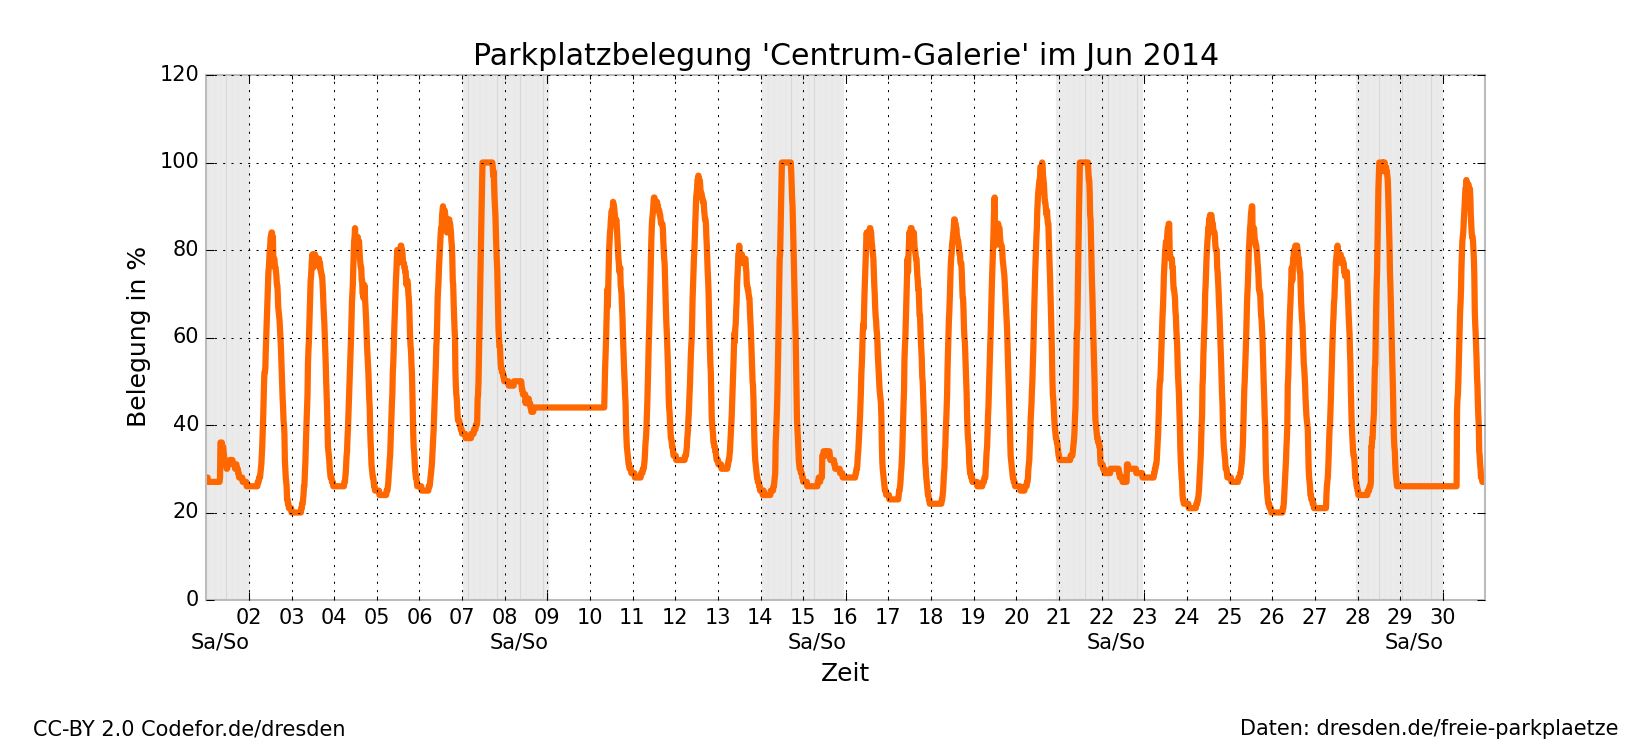 Parkplatzbelegung 'Centrum-Galerie' im Jun 2014
120
100
80
60
40
20
0
Belegung in %
02 03 04 05 06 07 08 09 10 11 12 13 14 15 16 17 18 19 20 21 22 23 24 25 26 27 28 29 30
Sa/So Sa/So Sa/So Sa/So Sa/So
Zeit
CC-BY 2.0 Codefor.de/dresden
Daten: dresden.de/freie-parkplaetze